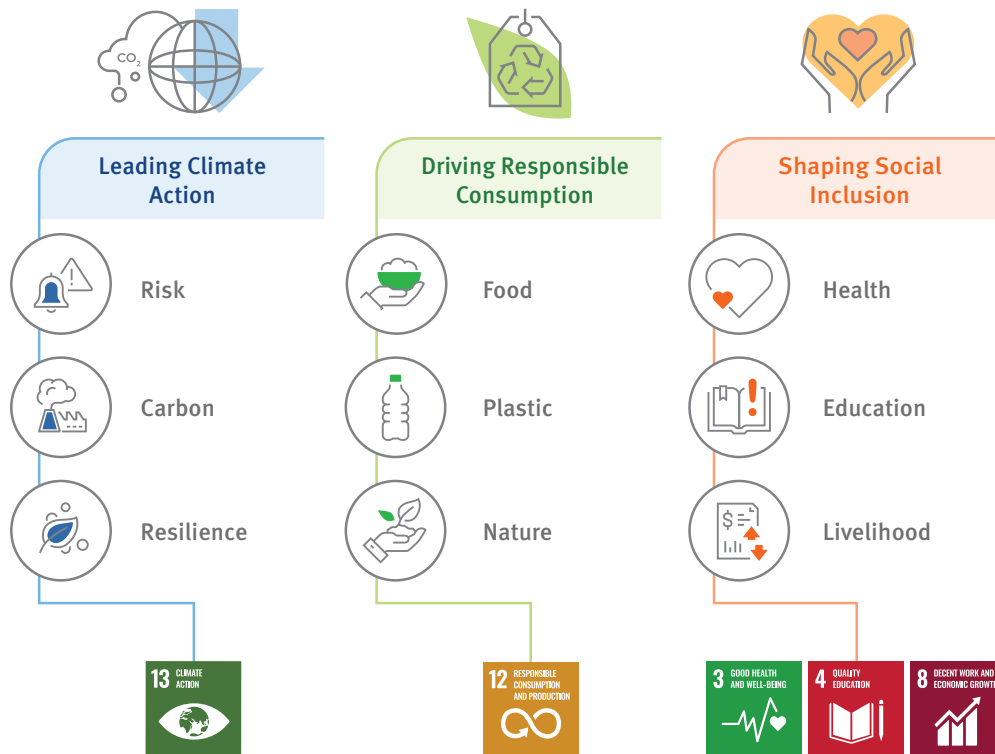 CO₂
Leading Climate
Action
Risk
Carbon
Resilience
13 CLIMATE
ACTION
Driving Responsible
Consumption
Food
Plastic
Nature
12 RESPONSIBLE
CONSUMPTION
AND PRODUCTION
Shaping Social
Inclusion
Health
Education
$
Livelihood
3 GOOD HEALTH
AND WELL-BEING
4 QUALITY
EDUCATION
8 DECENT WORK AND
ECONOMIC GROWTH